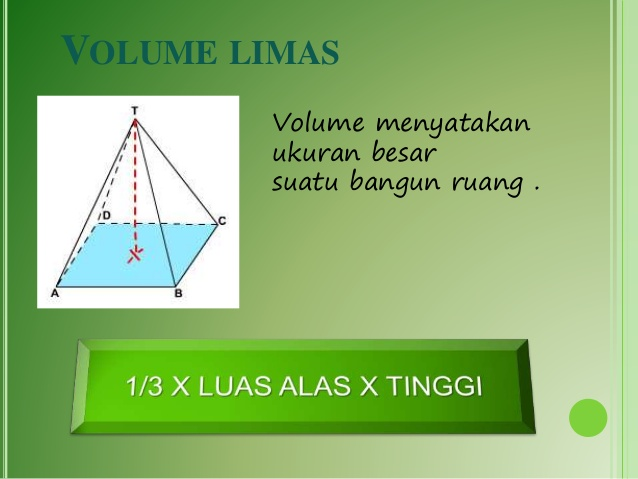 VOLUME LIMAS
T
D
C
A
B
Volume menyatakan
ukuran besar
suatu bangun ruang .
1/3 X LUAS ALAS X TINGGI